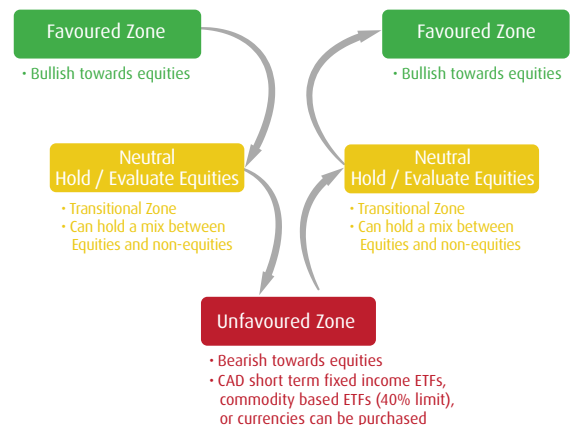 Favoured Zone
• Bullish towards equities
Favoured Zone
• Bullish towards equities
Neutral
Hold / Evaluate Equities
• Transitional Zone
• Can hold a mix between
Equities and non-equities
Neutral
Hold / Evaluate Equities
• Transitional Zone
• Can hold a mix between
Equities and non-equities
Unfavoured Zone
• Bearish towards equities
• CAD short term fixed income ETFs,
commodity based ETFs (40% limit),
or currencies can be purchased